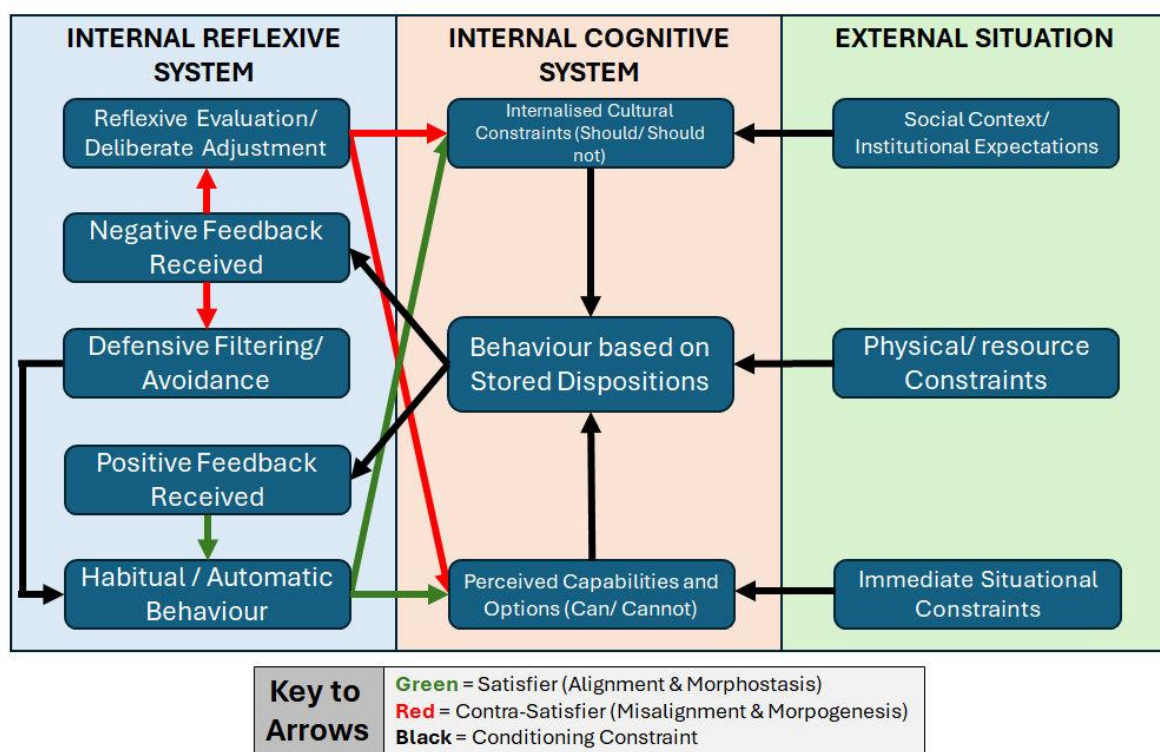 INTERNAL REFLEXIVE
SYSTEM
Reflexive Evaluation/
Deliberate Adjustment
Negative Feedback
Received
Defensive Filtering/
Avoidance
Positive Feedback
Received
Habitual / Automatic
Behaviour
INTERNAL COGNITIVE
SYSTEM
Internalised Cultural
Constraints (Should/ Should
not)
Behaviour based on
Stored Dispositions
Perceived Capabilities and
Options (Can/ Cannot)
EXTERNAL SITUATION
Social Context/
Institutional Expectations
Physical/ resource
Constraints
Immediate Situational
Constraints
Key to
Arrows
Green = Satisfier (Alignment & Morphostasis)
Red = Contra-Satisfier (Misalignment & Morpogenesis)
Black = Conditioning Constraint